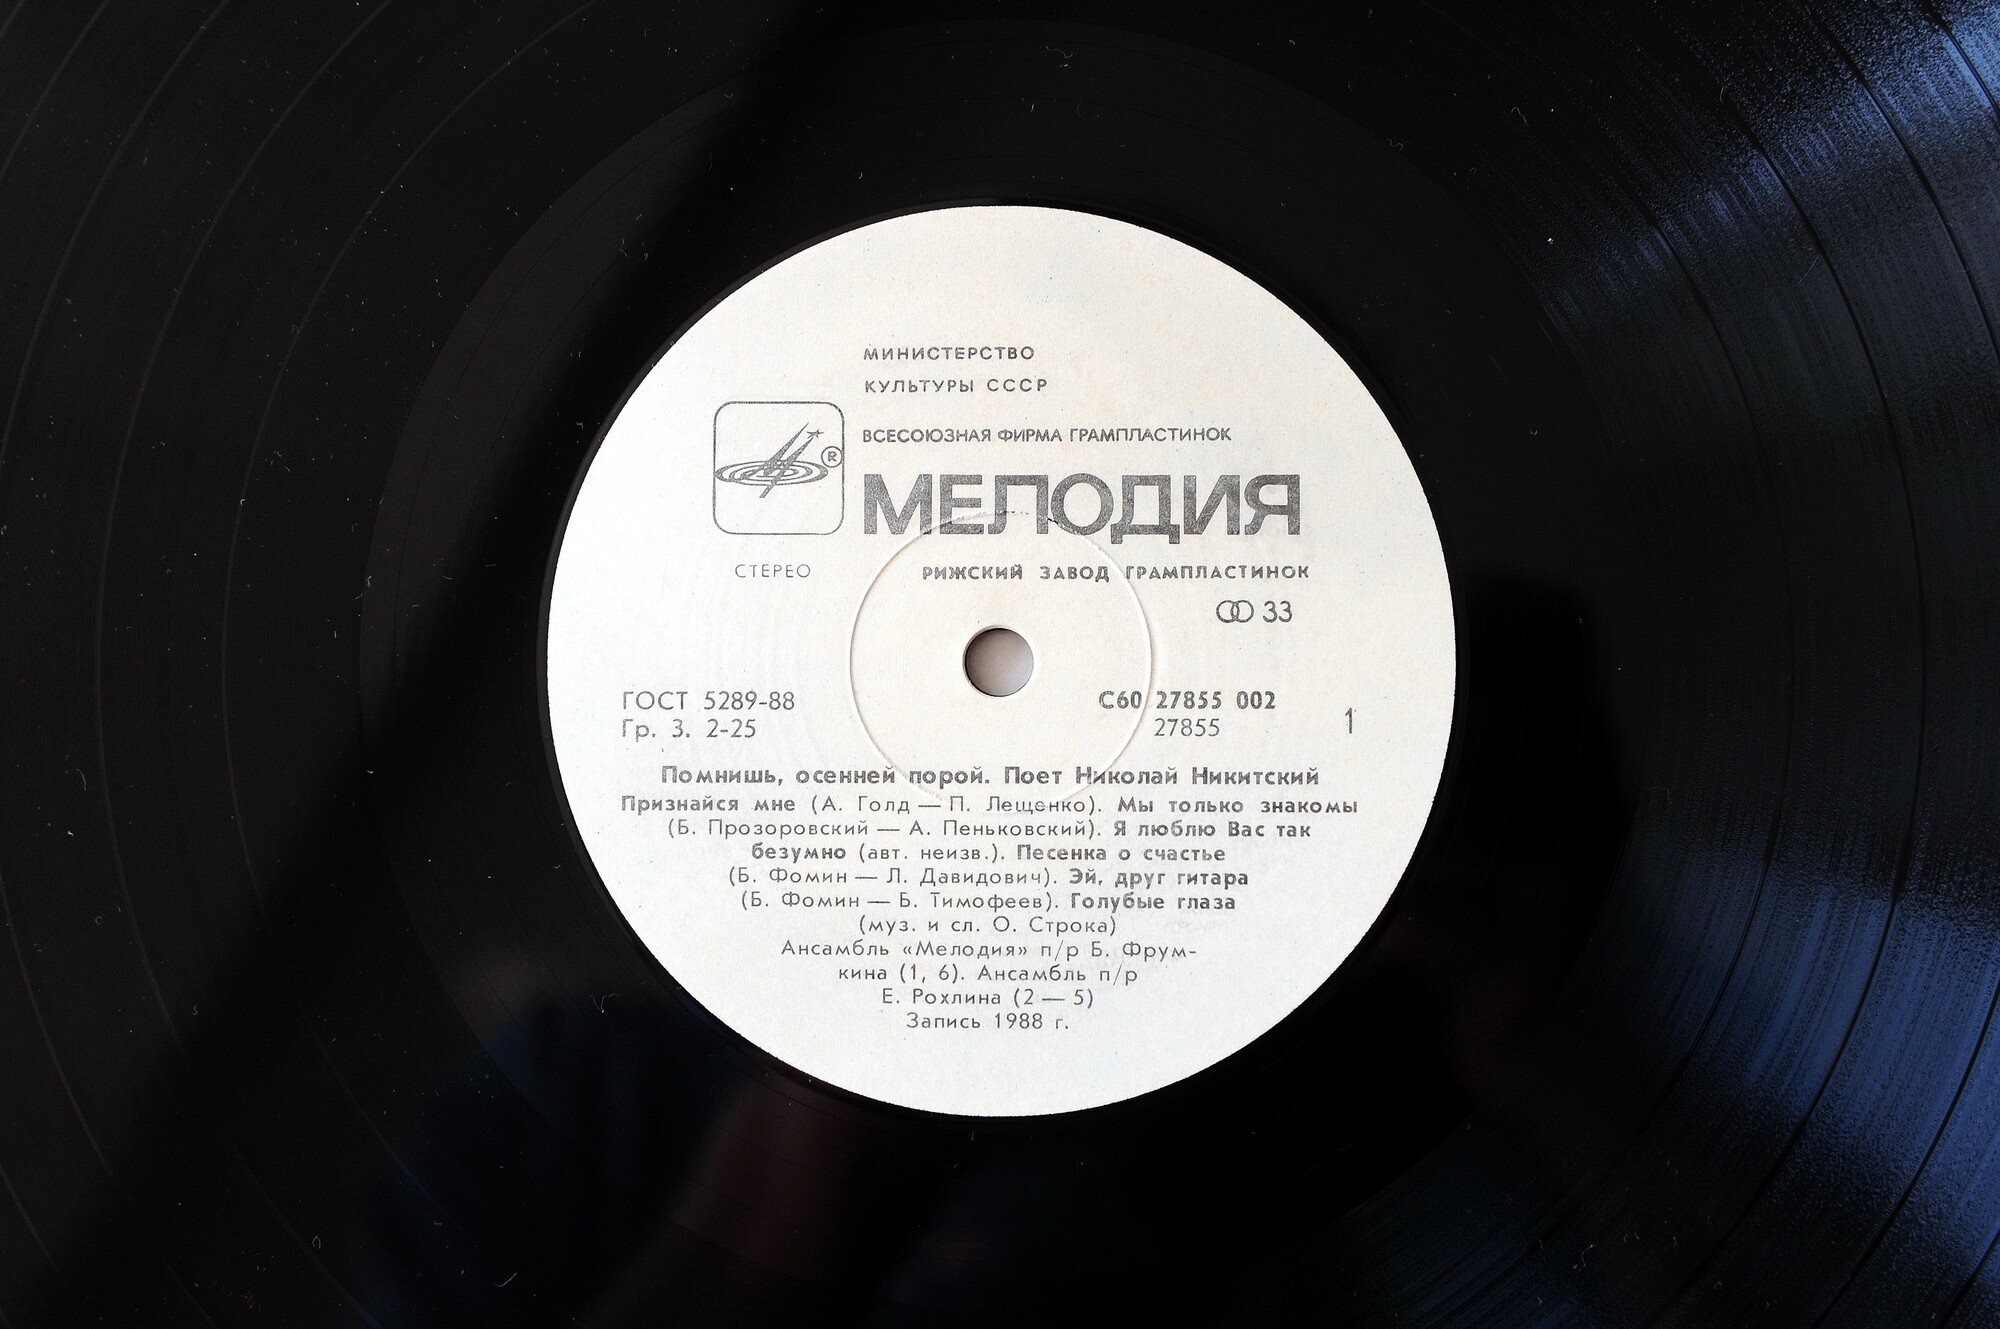 МИНИСТЕРСТВО
КУЛЬТУРЫ СССР
ВСЕСОЮЗНАЯ ФИРМА ГРАМПЛАСТИНОК
®
МЕЛОДИЯ
СТЕРЕО
РИЖСКИЙ ЗАВОД ГРАМПЛАСТИНОК
33
ГОСТ 5289-88
Гр. 3. 2-25
С60 27855 002
27855
1
Помнишь, осенней порой. Поет Николай Никитский
Признайся мне (А. Голд — П. Лещенко). Мы только знакомы
(Б. Прозоровский — А. Пеньковский). Я люблю Вас так
безумно (авт. неизв.). Песенка о счастье
(Б. Фомин — Л. Давидович). Эй, друг гитара
(Б. Фомин — Б. Тимофеев). Голубые глаза
(муз. и сл. О. Строка)
Ансамбль «Мелодия» п/р Б. Фрум-
кина (1, 6). Ансамбль п/р
Е. Рохлина (2 — 5)
Запись 1988 г.